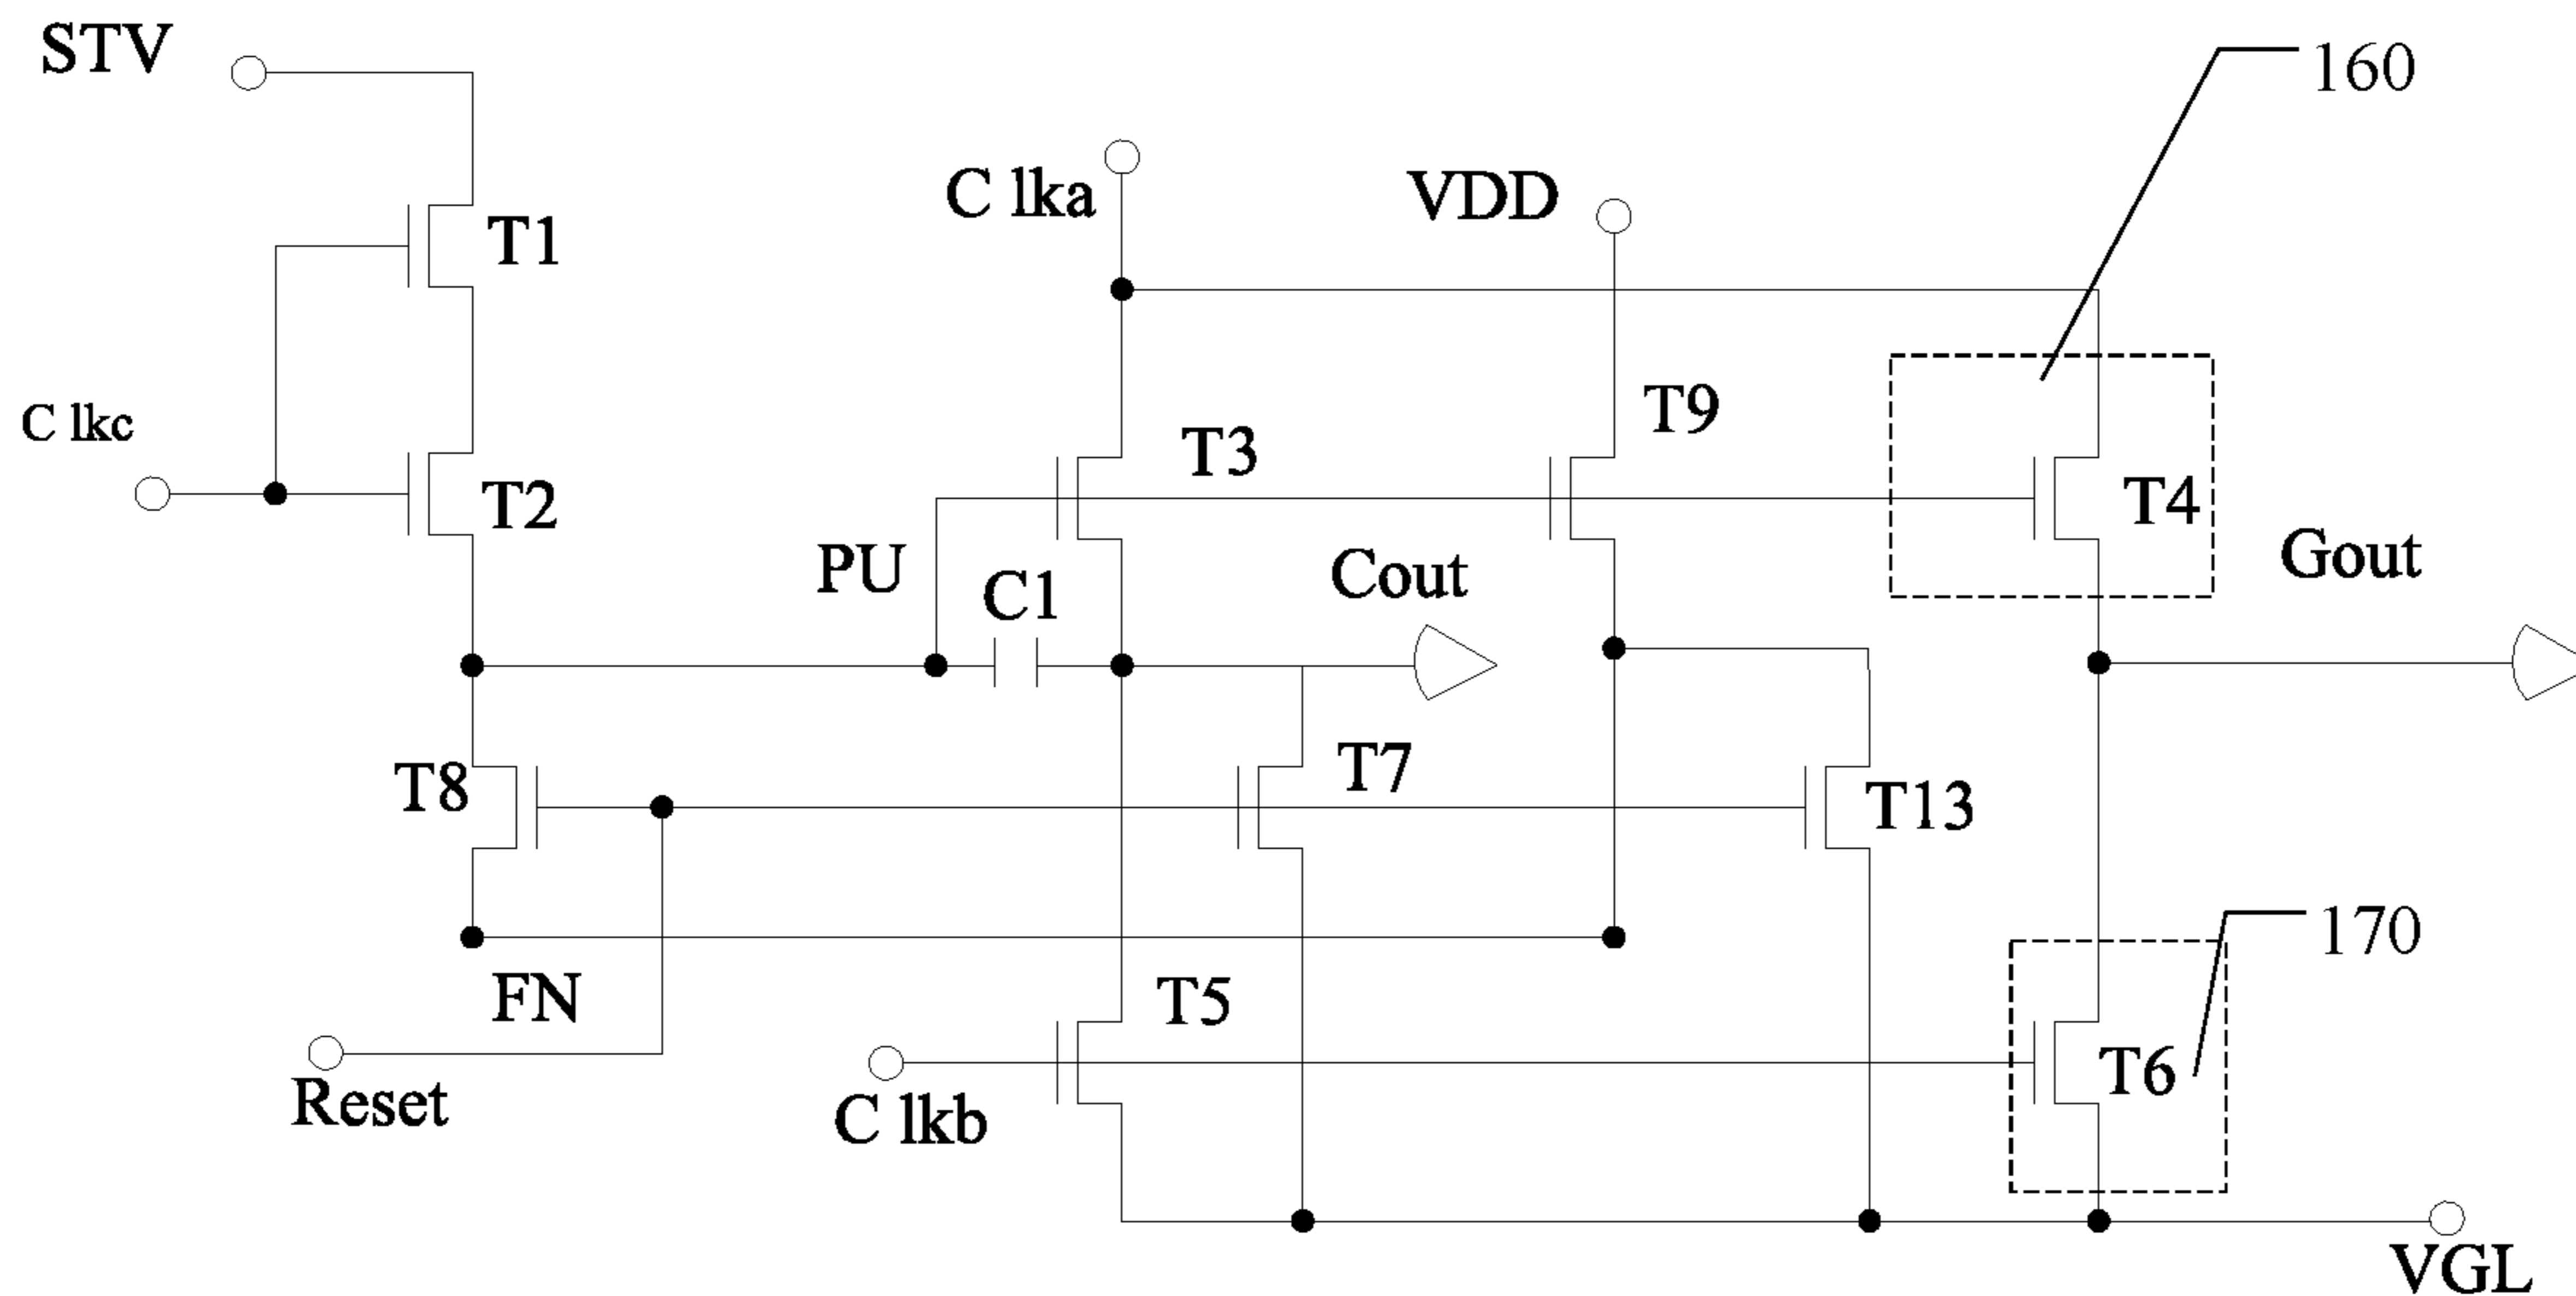 STV
160
C lka
VDD
T1
C lkc
T9
T3
T2
T4
PU
C1
Cout
Gout
T8
T7
T13
170
FN
T5
T6
Reset
C lkb
VGL